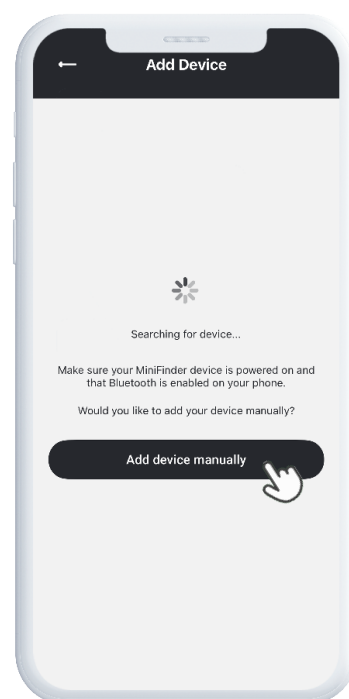 Add Device
Searching for device...
Make sure your MiniFinder device is powered on and
that Bluetooth is enabled on your phone.
Would you like to add your device manually?
Add device manually